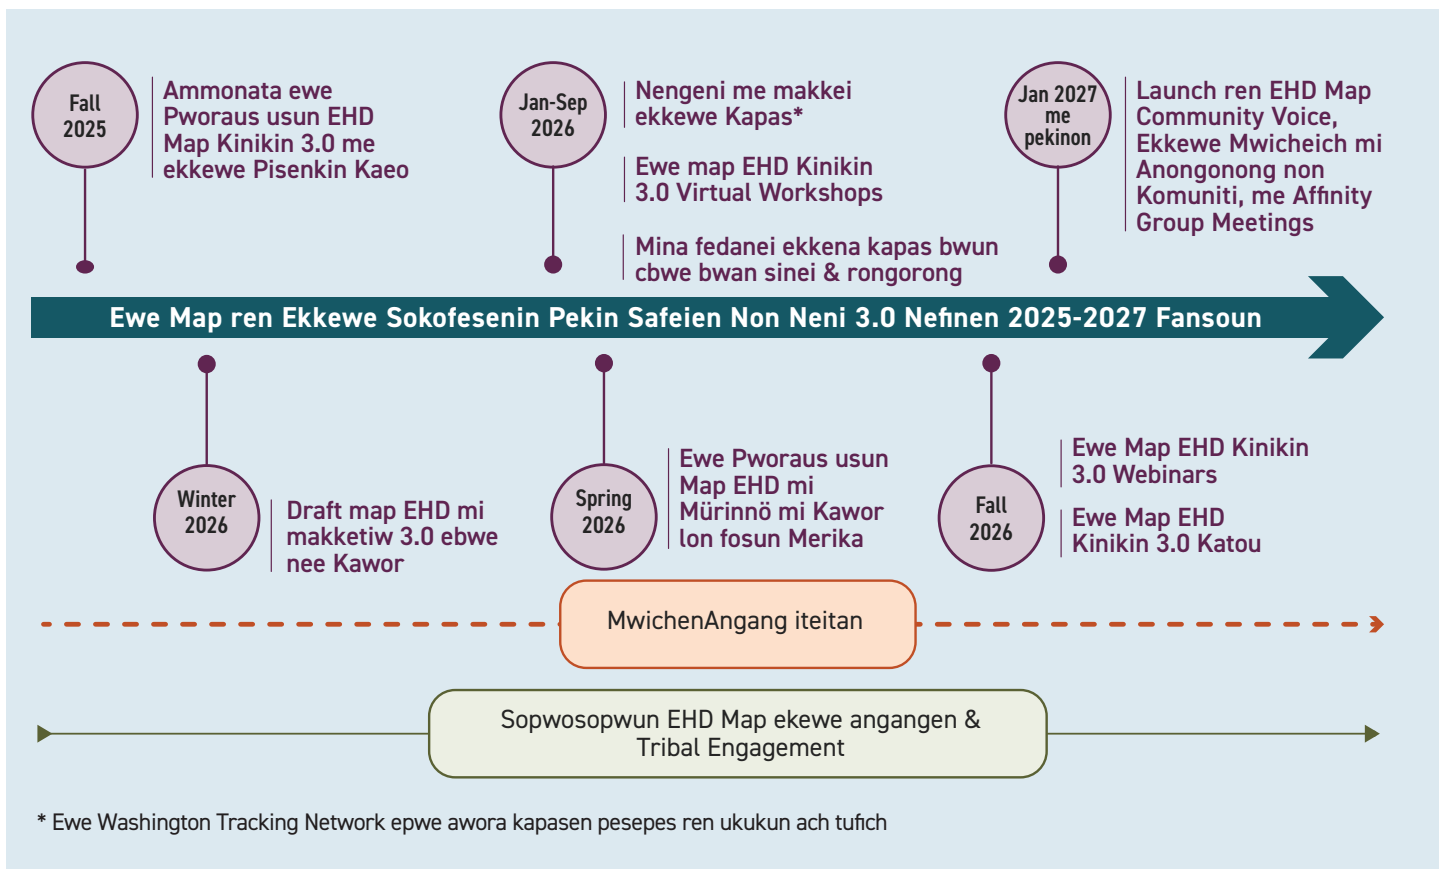 Fall
2025
Ammonata ewe
Pworaus usun EHD
Map Kinikin 3.0 me
ekkewe Pisenkin Kaeo
Jan-Sep
2026
Nengeni me makkei
ekkewe Kapas*
Ewe map EHD Kinikin
3.0 Virtual Workshops
Mina fedanei ekkena kapas bwun
cbwe bwan sinei & rongorong
Jan 2027
me
pekinon
Launch ren EHD Map
Community Voice,
Ekkewe Mwicheich mi
Anongonong non
Komuniti, me Affinity
Group Meetings
Ewe Map ren Ekkewe Sokofesenin Pekin Safeien Non Neni 3.0 Nefinen 2025-2027 Fansoun
Winter
2026
Draft map EHD mi
makketiw 3.0 ebwe
nee Kawor
Spring
2026
Ewe Pworaus usun
Map EHD mi
Mürinnö mi Kawor
lon fosun Merika
Fall
2026
Ewe Map EHD Kinikin
3.0 Webinars
Ewe Map EHD
Kinikin 3.0 Katou
MwichenAngang iteitan
Sopwosopwun EHD Map ekewe angangen &
Tribal Engagement
* Ewe Washington Tracking Network epwe awora kapasen pesepes ren ukukun ach tufich